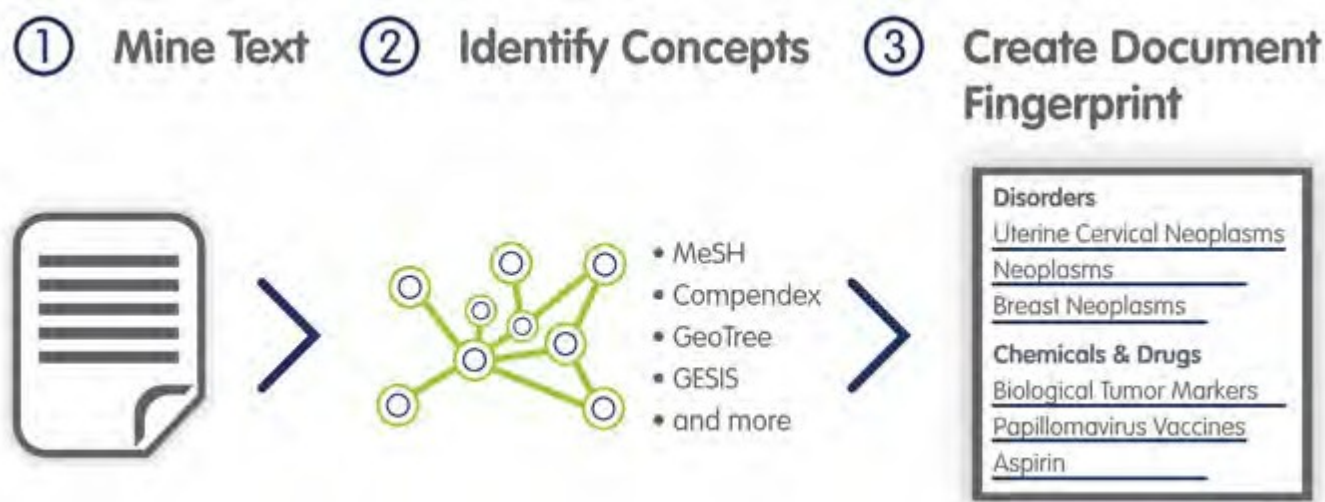 1 Mine Text
2 Identify Concepts
3 Create Document
Fingerprint
• MeSH
• Compendex
• GeoTree
• GESIS
• and more
Disorders
Uterine Cervical Neoplasms
Neoplasms
Breast Neoplasms
Chemicals & Drugs
Biological Tumor Markers
Papillomavirus Vaccines
Aspirin